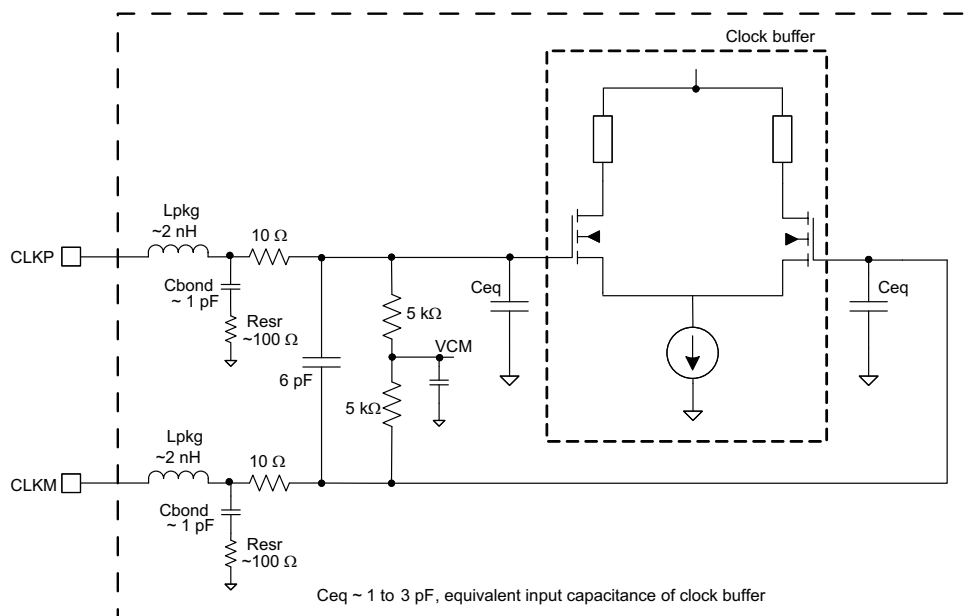 Clock buffer
Lpkg
~2 nH
10 Ω
CLKP
Cbond
~ 1 pF
Resr
~100 Ω
6 pF
5 kΩ
VCM
5 kΩ
Ceq
Ceq
Lpkg
~2 nH
10 Ω
CLKM
Cbond
~ 1 pF
Resr
~100 Ω
Ceq ~ 1 to 3 pF, equivalent input capacitance of clock buffer